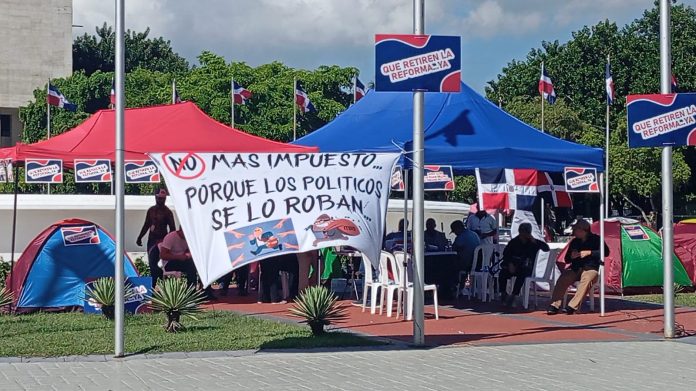 QUE RETIREN LA
REFORMA YA
QUE RETIREN LA
REFORMA YA
NO MAS IMPUESTO...
PORQUE LOS POLITICOS
SE LO ROBAN...